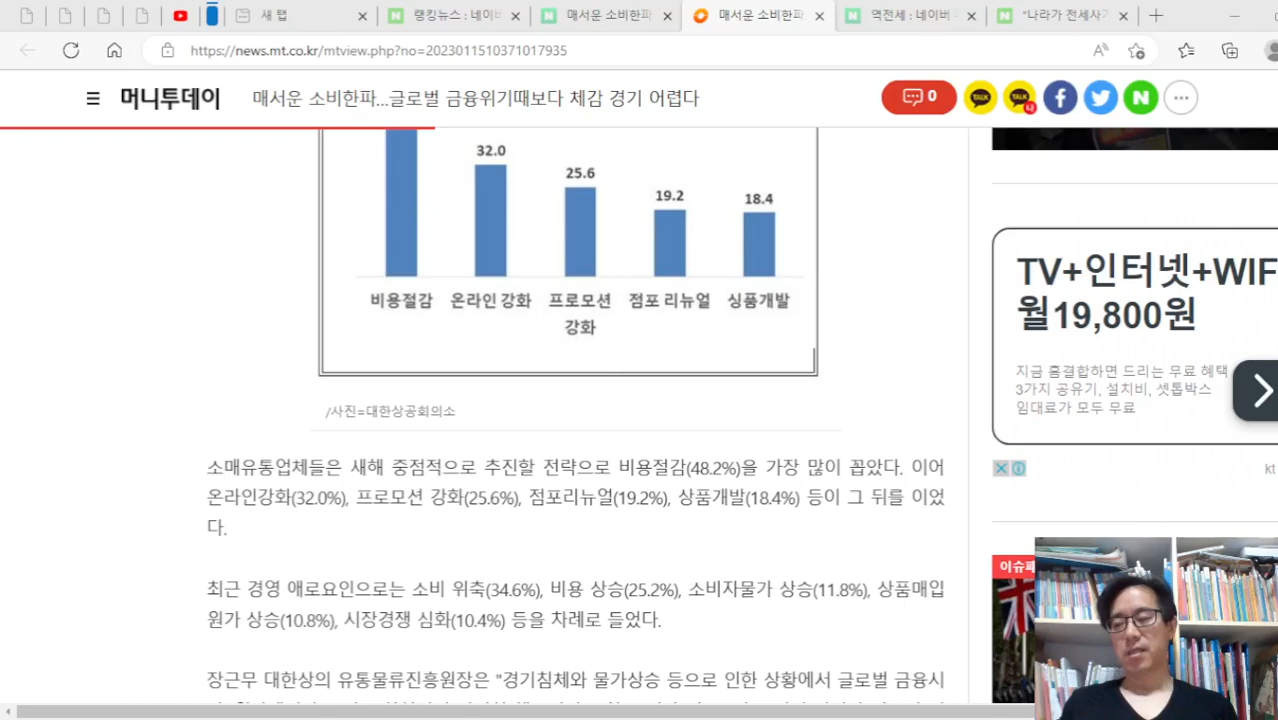 새 탭
랭킹뉴스 : 네이버
매서운 소비한파
매서운 소비한파
역전세 : 네이버
"나라가 전세사기
https://news.mt.co.kr/mtview.php?no=2023011510371017935
머니투데이
매서운 소비한파...글로벌 금융위기때보다 체감 경기 어렵다
0
TALK
TALK
N
32.0
25.6
19.2
18.4
비용절감
온라인 강화
프로모션
강화
점포 리뉴얼
상품개발
/사진=대한상공회의소
소매유통업체들은 새해 중점적으로 추진할 전략으로 비용절감(48.2%)을 가장 많이 꼽았다. 이어
온라인강화(32.0%), 프로모션 강화(25.6%), 점포리뉴얼(19.2%), 상품개발(18.4%) 등이 그 뒤를 이었
다.
최근 경영 애로요인으로는 소비 위축(34.6%), 비용 상승(25.2%), 소비자물가 상승(11.8%), 상품매입
원가 상승(10.8%), 시장경쟁 심화(10.4%) 등을 차례로 들었다.
장근무 대한상의 유통물류진흥원장은 "경기침체와 물가상승 등으로 인한 상황에서 글로벌 금융시
TV+인터넷+WIF
월19,800원
지금 홈결합하면 드리는 무료 혜택
3가지 공유기, 설치비, 셋톱박스
임대료가 모두 무료
kt
이슈패